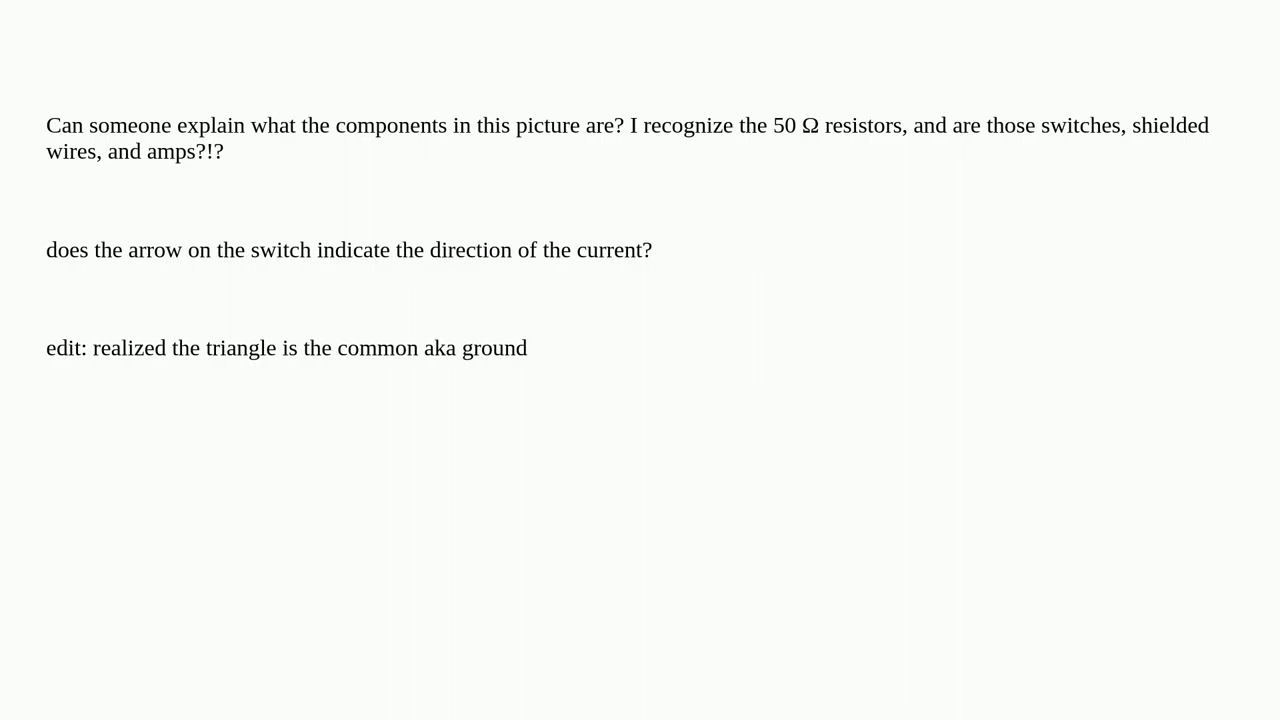 Can someone explain what the components in this picture are? I recognize the 50 Ω resistors, and are those switches, shielded
wires, and amps?!?
does the arrow on the switch indicate the direction of the current?
edit: realized the triangle is the common aka ground